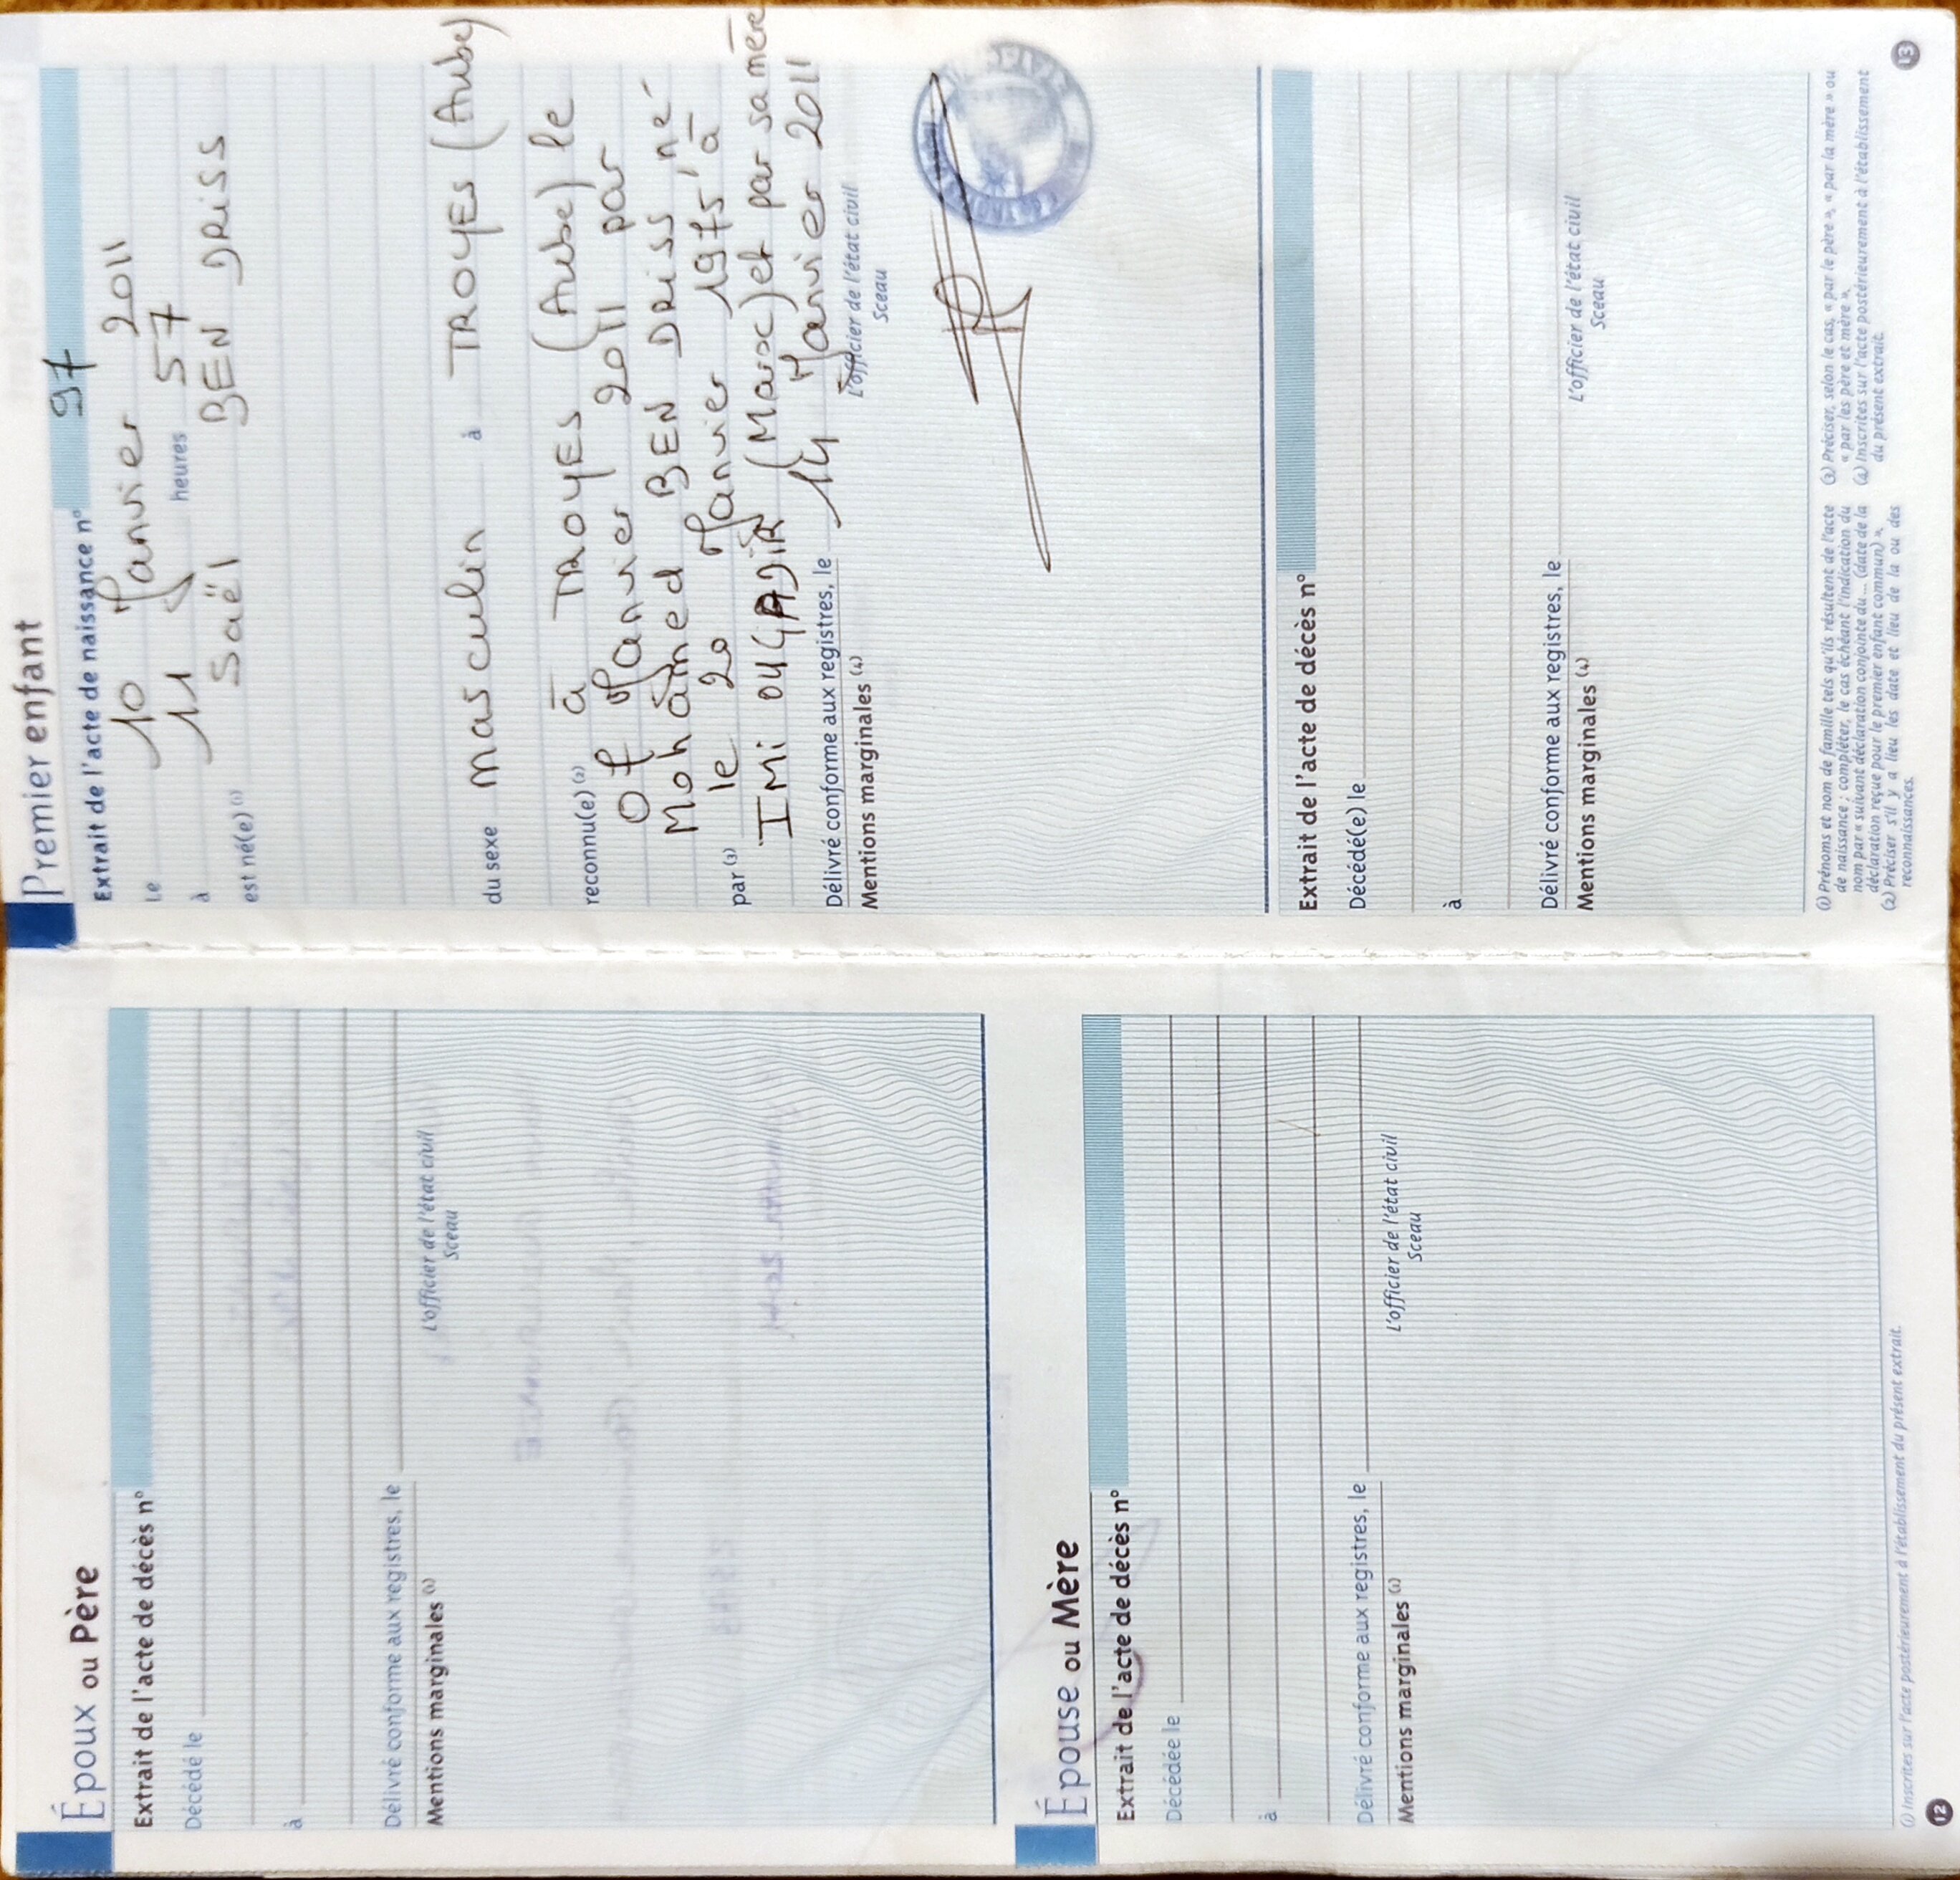 Époux ou Père
Extrait de l'acte de décès n°
Décédé le
à
Délivré conforme aux registres, le
L'officier de l'état civil
Sceau
Mentions marginales (1)
Épouse ou Mère
Extrait de l'acte de décès n°
Décédée le
à
Délivré conforme aux registres, le
L'officier de l'état civil
Sceau
Mentions marginales (1)
(1) Inscrites sur l'acte postérieurement à l'établissement du présent extrait.
12
Premier enfant
Extrait de l'acte de naissance n° 97
Le 10 Janvier 2011
à 11 heures 57
est né(e) (1) Saël BEN DRISS
du sexe masculin à TROYES (Aube)
reconnu(e) (2) à TROYES (Aube) le
07 Janvier 2011 par
Mohamed BEN DRISS né
par (3) le 20 Janvier 1975 à
IMI OUGADIR (Maroc) et par sa mère
Délivré conforme aux registres, le 14 Janvier 2011
L'officier de l'état civil
Sceau
Mentions marginales (4)
Extrait de l'acte de décès n°
Décédé(e) le
à
Délivré conforme aux registres, le
L'officier de l'état civil
Sceau
Mentions marginales (4)
(1) Prénoms et nom de famille tels qu'ils résultent de l'acte
de naissance ; compléter, le cas échéant l'indication du
nom par « suivant déclaration conjointe du ... (date de la
déclaration reçue pour le premier enfant commun) ».
(2) Préciser s'il y a lieu les date et lieu de la ou des
reconnaissances.
(3) Préciser, selon le cas, « par le père », « par la mère » ou
« par les père et mère ».
(4) Inscrites sur l'acte postérieurement à l'établissement
du présent extrait.
13